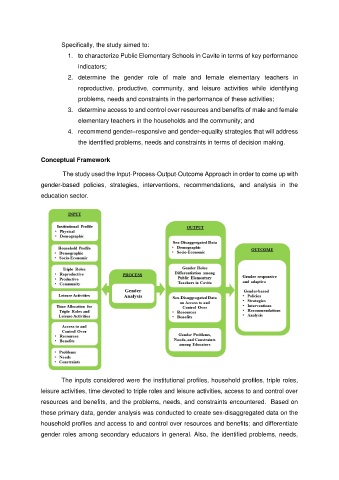 Specifically, the study aimed to:
1. to characterize Public Elementary Schools in Cavite in terms of key performance
indicators;
2. determine the gender role of male and female elementary teachers in
reproductive, productive, community, and leisure activities while identifying
problems, needs and constraints in the performance of these activities;
3. determine access to and control over resources and benefits of male and female
elementary teachers in the households and the community; and
4. recommend gender–responsive and gender-equality strategies that will address
the identified problems, needs and constraints in terms of decision making.
Conceptual Framework
The study used the Input-Process-Output-Outcome Approach in order to come up with
gender-based policies, strategies, interventions, recommendations, and analysis in the
education sector.
INPUT
Institutional Profile
• Physical
• Demographic
Household Profile
• Demographic
• Socio-Economic
Triple Roles
• Reproductive
• Productive
• Community
Leisure Activities
Time Allocation for
Triple Roles and
Leisure Activities
Access to and
Control Over
• Resources
• Benefits
• Problems
• Needs
• Constraints
PROCESS
Gender
Analysis
OUTPUT
Sex-Disaggregated Data
• Demographic
• Socio-Economic
Gender Roles
Differentiation among
Public Elementary
Teachers in Cavite
Sex-Disaggregated Data
on Access to and
Control Over
• Resources
• Benefits
Gender Problems,
Needs, and Constraints
among Educators
OUTCOME
Gender responsive
and adaptive
Gender-based
• Policies
• Strategies
• Interventions
• Recommendations
• Analysis
The inputs considered were the institutional profiles, household profiles, triple roles,
leisure activities, time devoted to triple roles and leisure activities, access to and control over
resources and benefits, and the problems, needs, and constraints encountered. Based on
these primary data, gender analysis was conducted to create sex-disaggregated data on the
household profiles and access to and control over resources and benefits; and differentiate
gender roles among secondary educators in general. Also, the identified problems, needs,